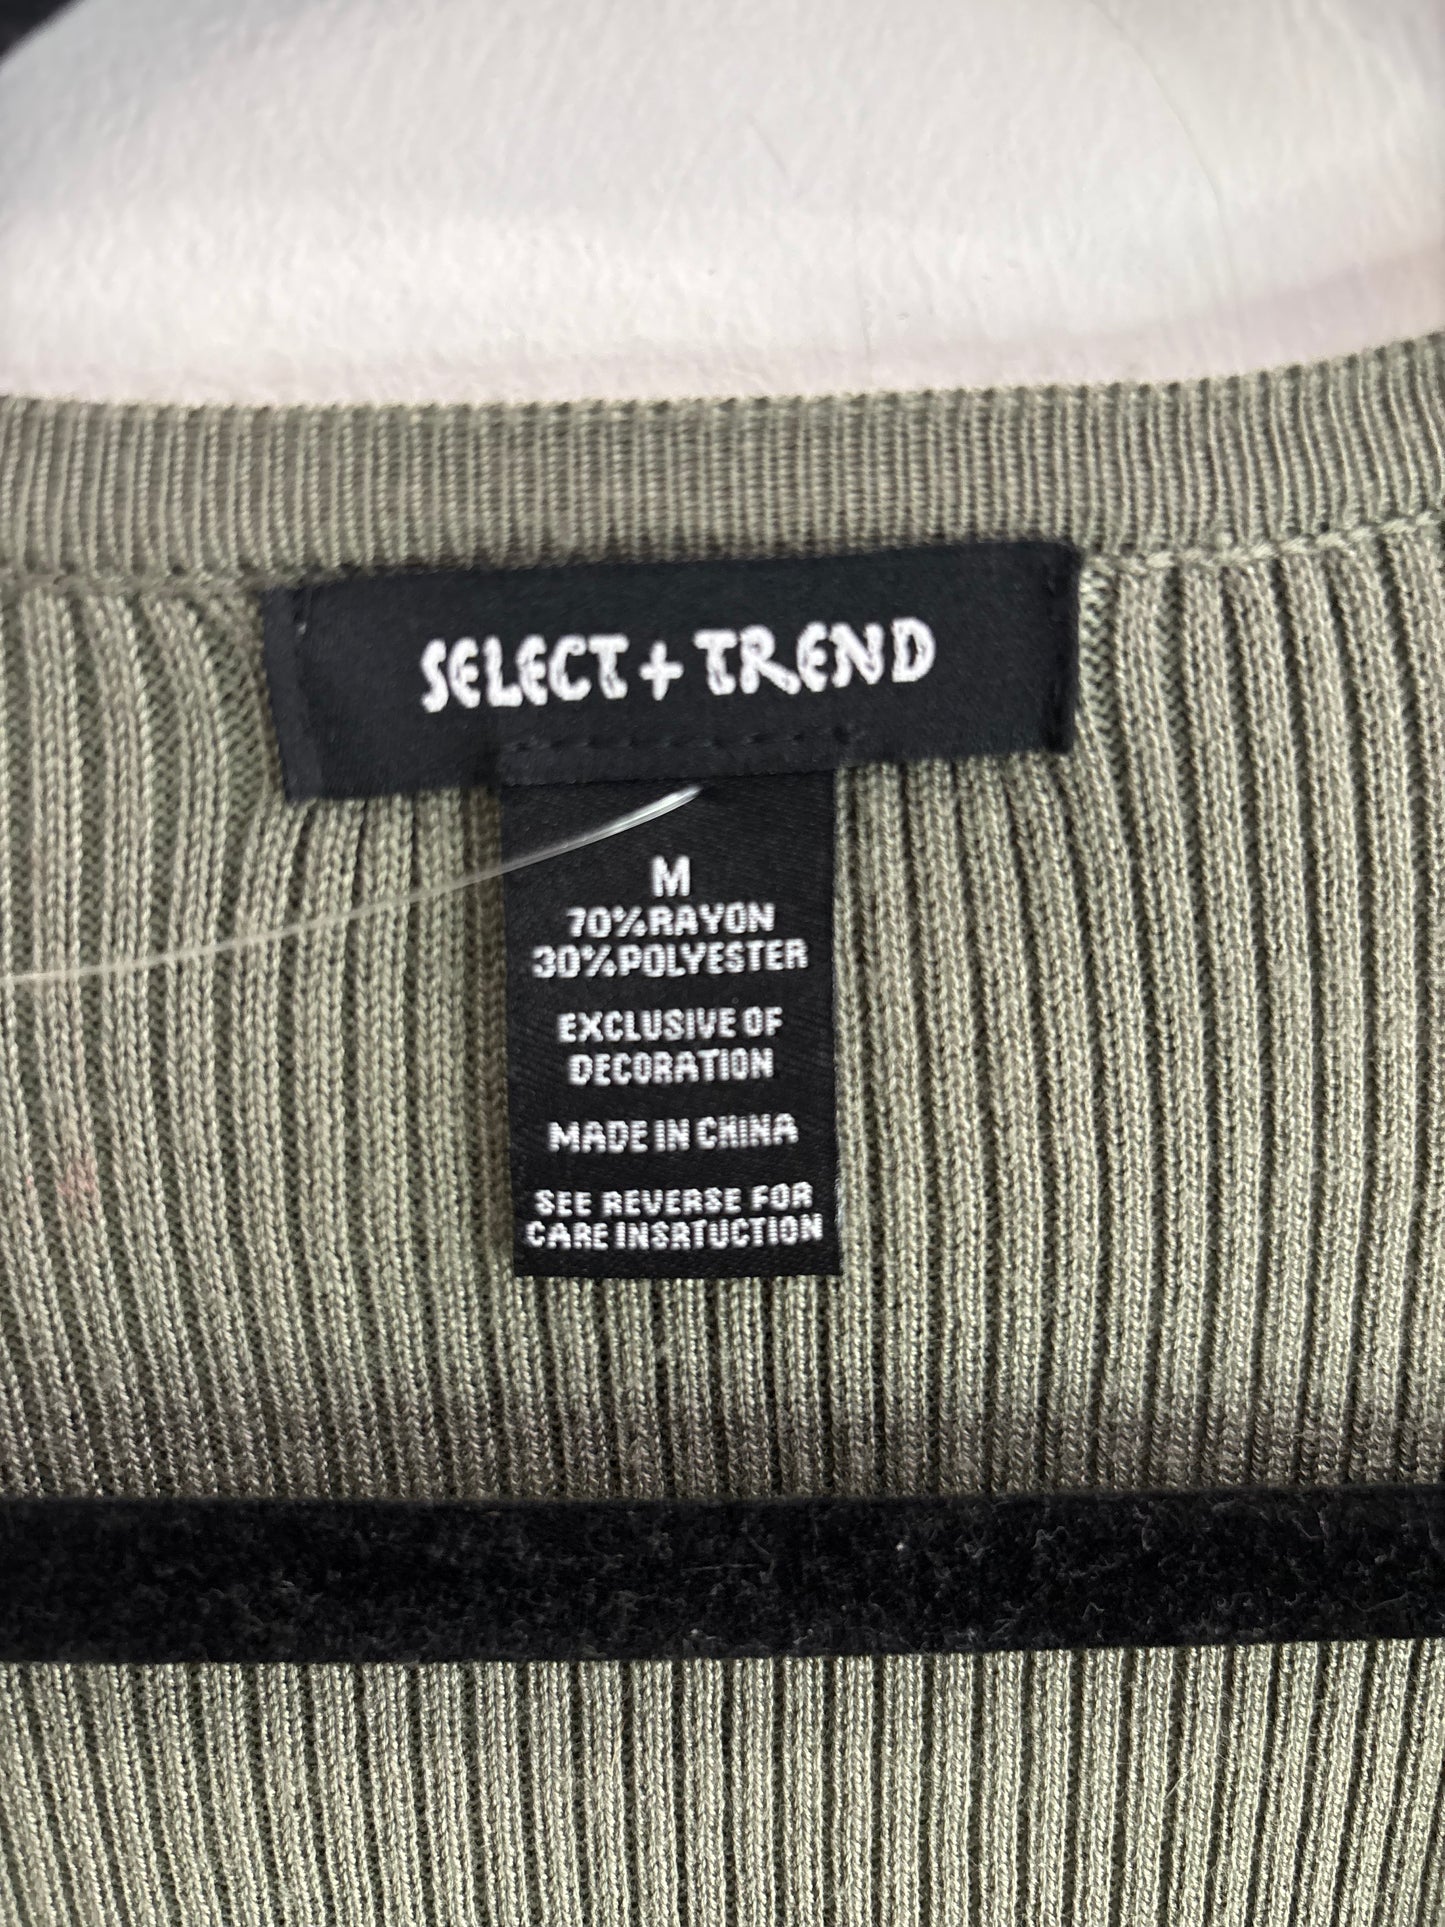 SELECT + TREND
M
70%RAYON
30%POLYESTER
EXCLUSIVE OF
DECORATION
MADE IN CHINA
SEE REVERSE FOR
CARE INSRTUCTION